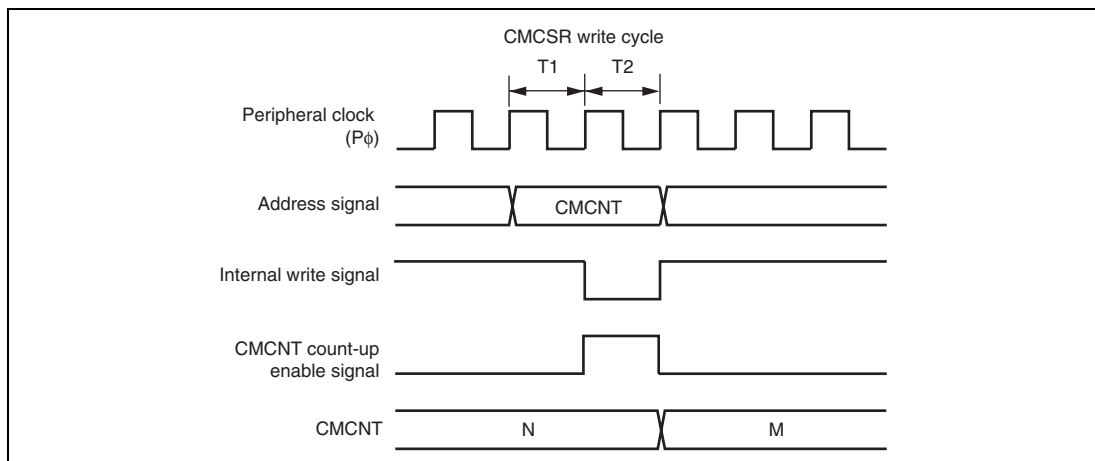 CMCSR write cycle
T1 T2
Peripheral clock
(Pϕ)
Address signal
CMCNT
Internal write signal
CMCNT count-up
enable signal
CMCNT
N
M